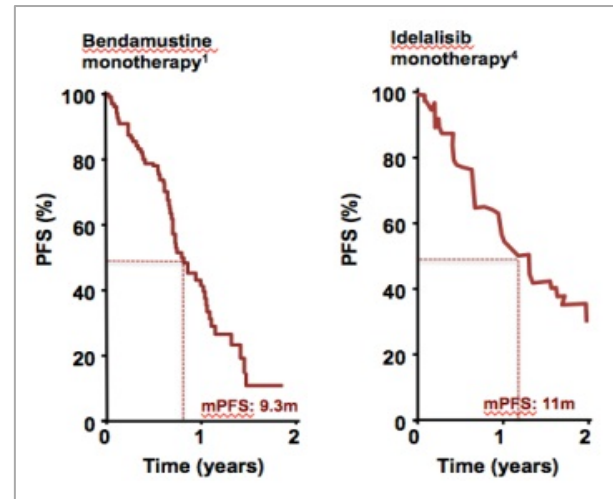 Bendamustine
monotherapy¹
100
80
60
40
20
0
PFS (%)
mPFS: 9.3m
0
1
2
Time (years)
Idelalisib
monotherapy⁴
100
80
60
40
20
0
PFS (%)
mPFS: 11m
0
1
2
Time (years)